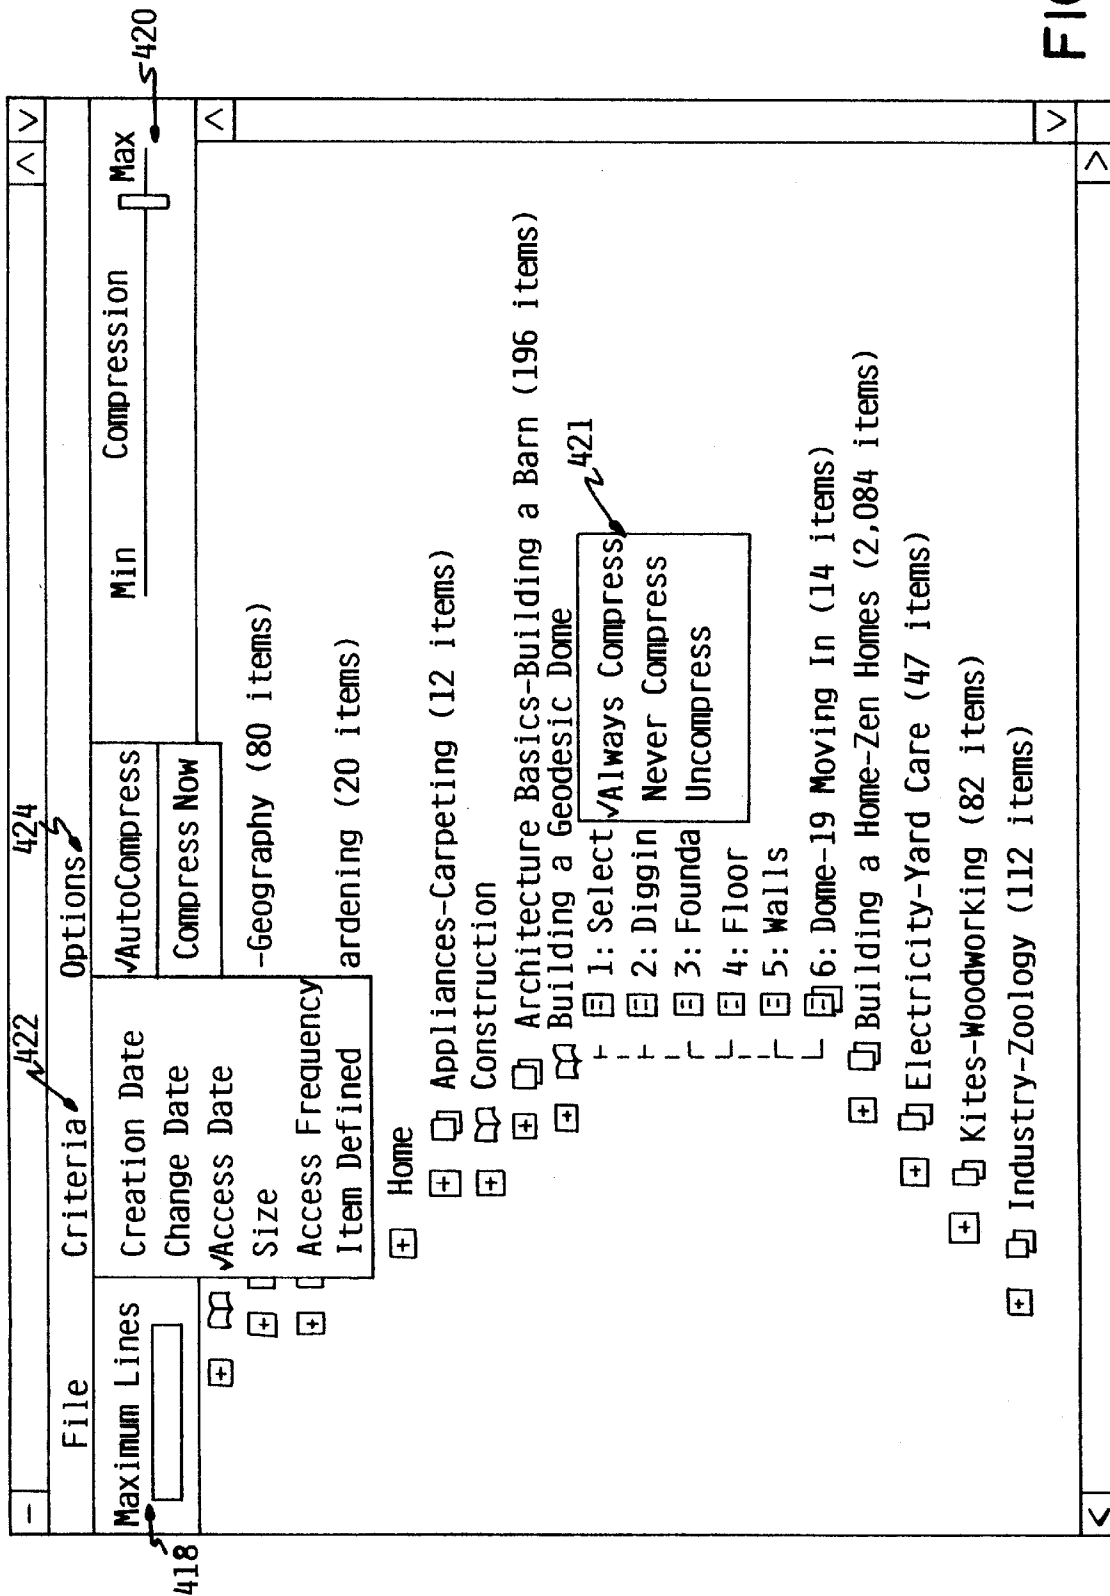 422
424
File Criteria Options
Maximum Lines
418
Creation Date
Change Date
√Access Date
Size
Access Frequency
Item Defined
√AutoCompress
Compress Now
Min Compression Max
420
-Geography (80 items)
ardening (20 items)
Home
Appliances-Carpeting (12 items)
Construction
Architecture Basics-Building a Barn (196 items)
Building a Geodesic Dome
1: Select
2: Diggin
3: Founda
4: Floor
5: Walls
6: Dome-19 Moving In (14 items)
√Always Compress
Never Compress
Uncompress
421
Building a Home-Zen Homes (2,084 items)
Electricity-Yard Care (47 items)
Kites-Woodworking (82 items)
Industry-Zoology (112 items)